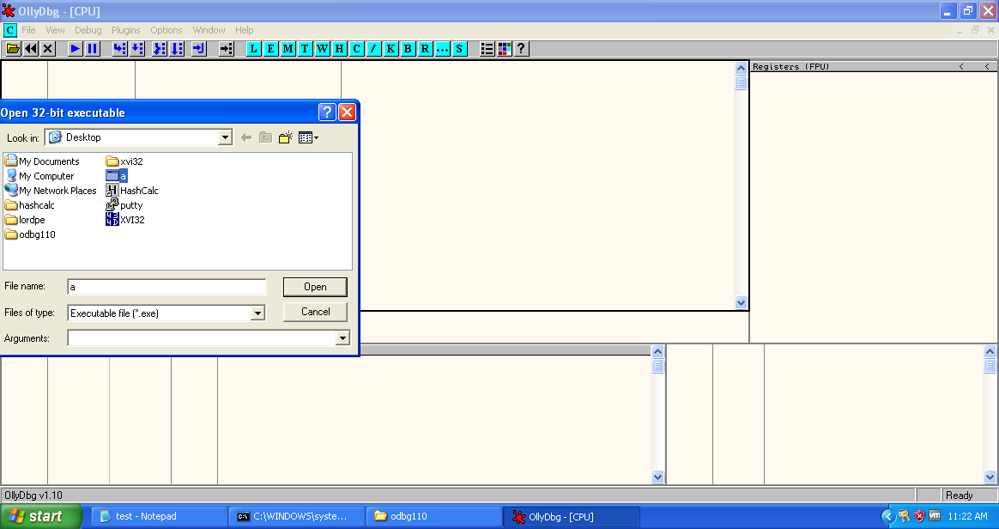 OllyDbg - [CPU]
C File View Debug Plugins Options Window Help
L E M T W H C / K B R ... S ?
Registers (FPU) < <
Open 32-bit executable
Look in: Desktop
My Documents
My Computer
My Network Places
hashcalc
lordpe
odbg110
xvi32
a
HashCalc
putty
XVI32
File name: a Open
Files of type: Executable file (*.exe) Cancel
Arguments:
OllyDbg v1.10 Ready
start test - Notepad C:\WINDOWS\syste... odbg110 OllyDbg - [CPU] 11:22 AM